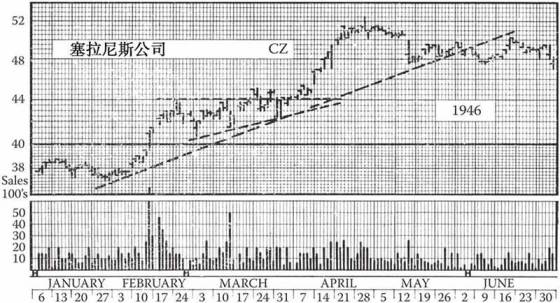 52
塞拉尼斯公司 CZ
48
44
1946
40
38
Sales
100's
50
40
30
20
10
JANUARY FEBRUARY MARCH APRIL MAY JUNE
6 13 20 27 3 10 17 24 3 10 17 24 31 7 14 21 28 5 12 19 26 2 9 16 23 30